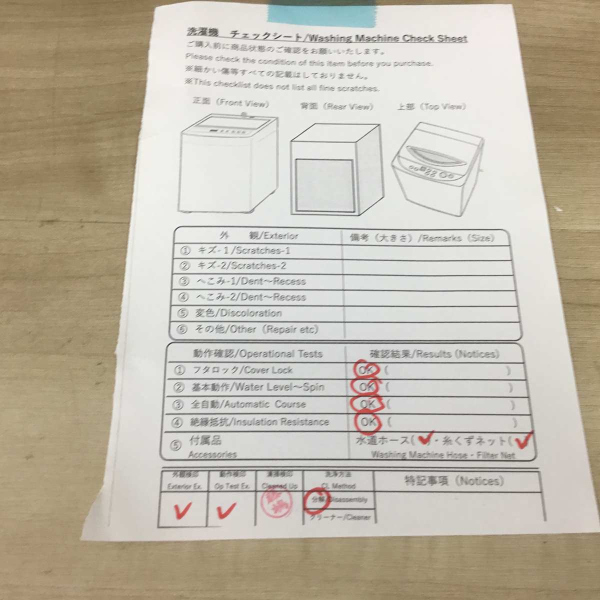 洗濯機 チェックシート/Washing Machine Check Sheet
ご購入前に商品状態のご確認をお願いいたします。
Please check the condition of this item before you purchase.
※細かい傷等すべての記載はしておりません。
※This checklist does not list all fine scratches.
正面（Front View） 背面（Rear View） 上部（Top View）
外 観/Exterior 備考（大きさ）/Remarks（Size）
① キズ-1/Scratches-1
② キズ-2/Scratches-2
③ へこみ-1/Dent～Recess
④ へこみ-2/Dent～Recess
⑤ 変色/Discoloration
⑥ その他/Other（Repair etc）
動作確認/Operational Tests 確認結果/Results (Notices)
① フタロック/Cover Lock OK ( )
② 基本動作/Water Level～Spin OK ( )
③ 全自動/Automatic Course OK ( )
④ 絶縁抵抗/Insulation Resistance OK ( )
⑤ 付属品 水道ホース(✓・糸くずネット(✓
Accessories Washing Machine Hose・Filter Net
外観検印 動作検印 清掃検印 洗浄方法 特記事項（Notices）
Exterior Ex. Op Test Ex. Cleaned Up CL Method
✓ ✓ 分解/Disassembly
クリーナー/Cleaner